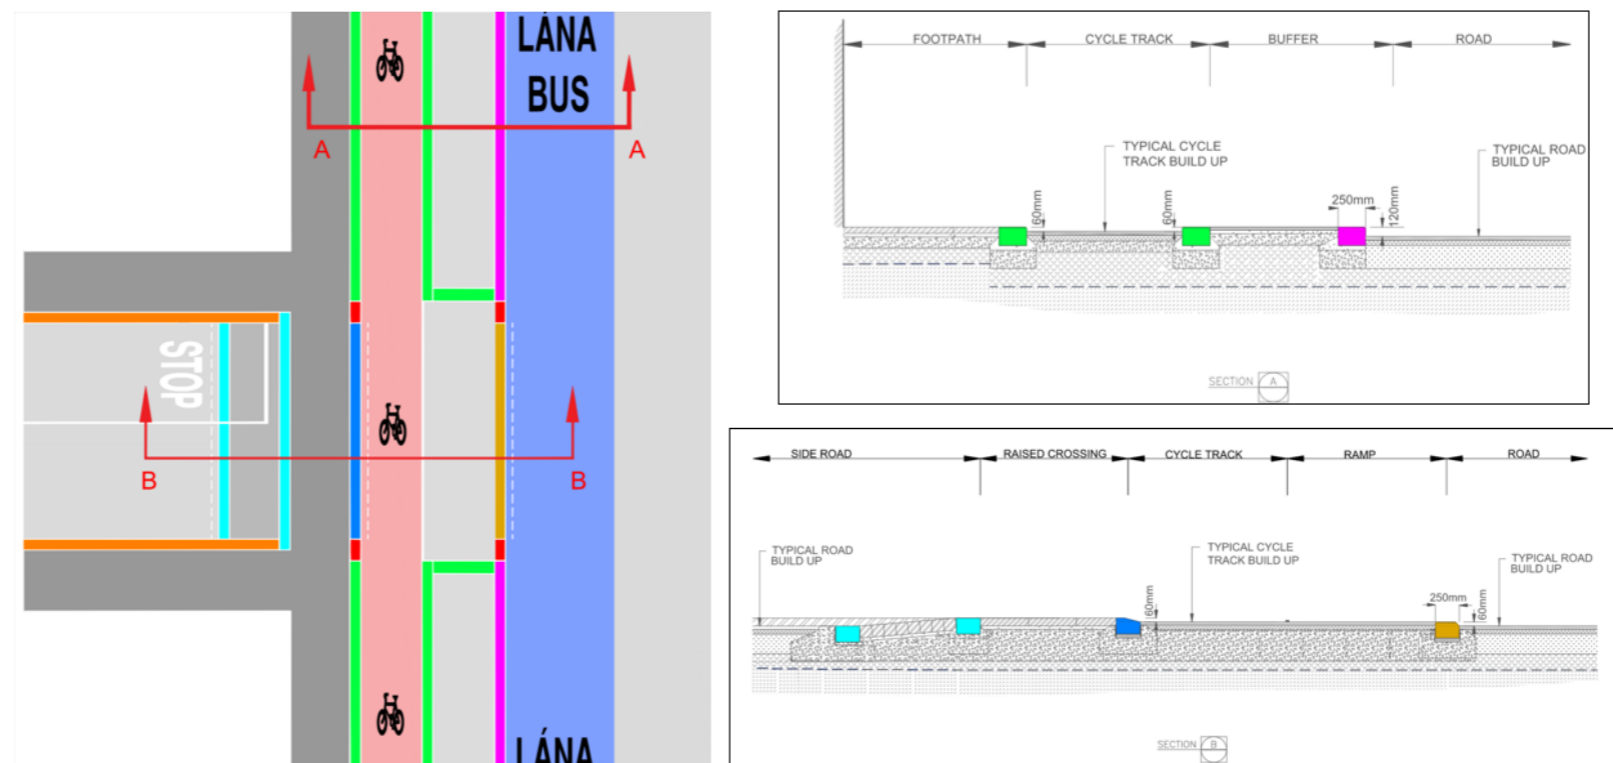 LÁNA
BUS
A
A
STOP
B
B
LÁNA
FOOTPATH
CYCLE TRACK
BUFFER
ROAD
TYPICAL CYCLE
TRACK BUILD UP
TYPICAL ROAD
BUILD UP
60mm
60mm
250mm
120mm
SECTION A
SIDE ROAD
RAISED CROSSING
CYCLE TRACK
RAMP
ROAD
TYPICAL ROAD
BUILD UP
TYPICAL CYCLE
TRACK BUILD UP
TYPICAL ROAD
BUILD UP
60mm
250mm
60mm
SECTION B